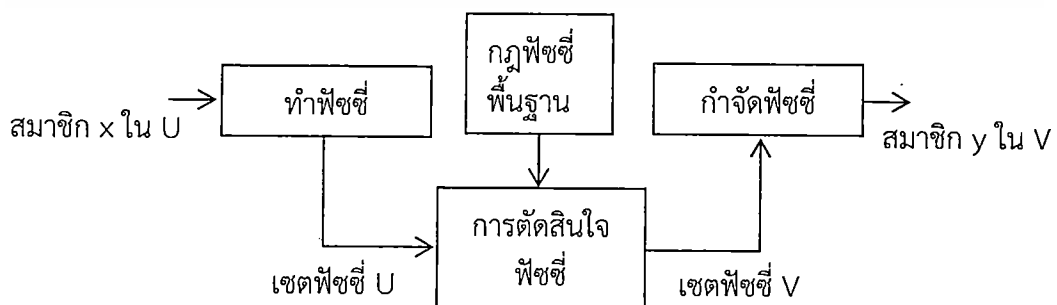 กฎฟัซซี่
พื้นฐาน
ทำฟัซซี่
กำจัดฟัซซี่
สมาชิก x ใน U
สมาชิก y ใน V
การตัดสินใจ
ฟัซซี่
เซตฟัซซี่ U
เซตฟัซซี่ V